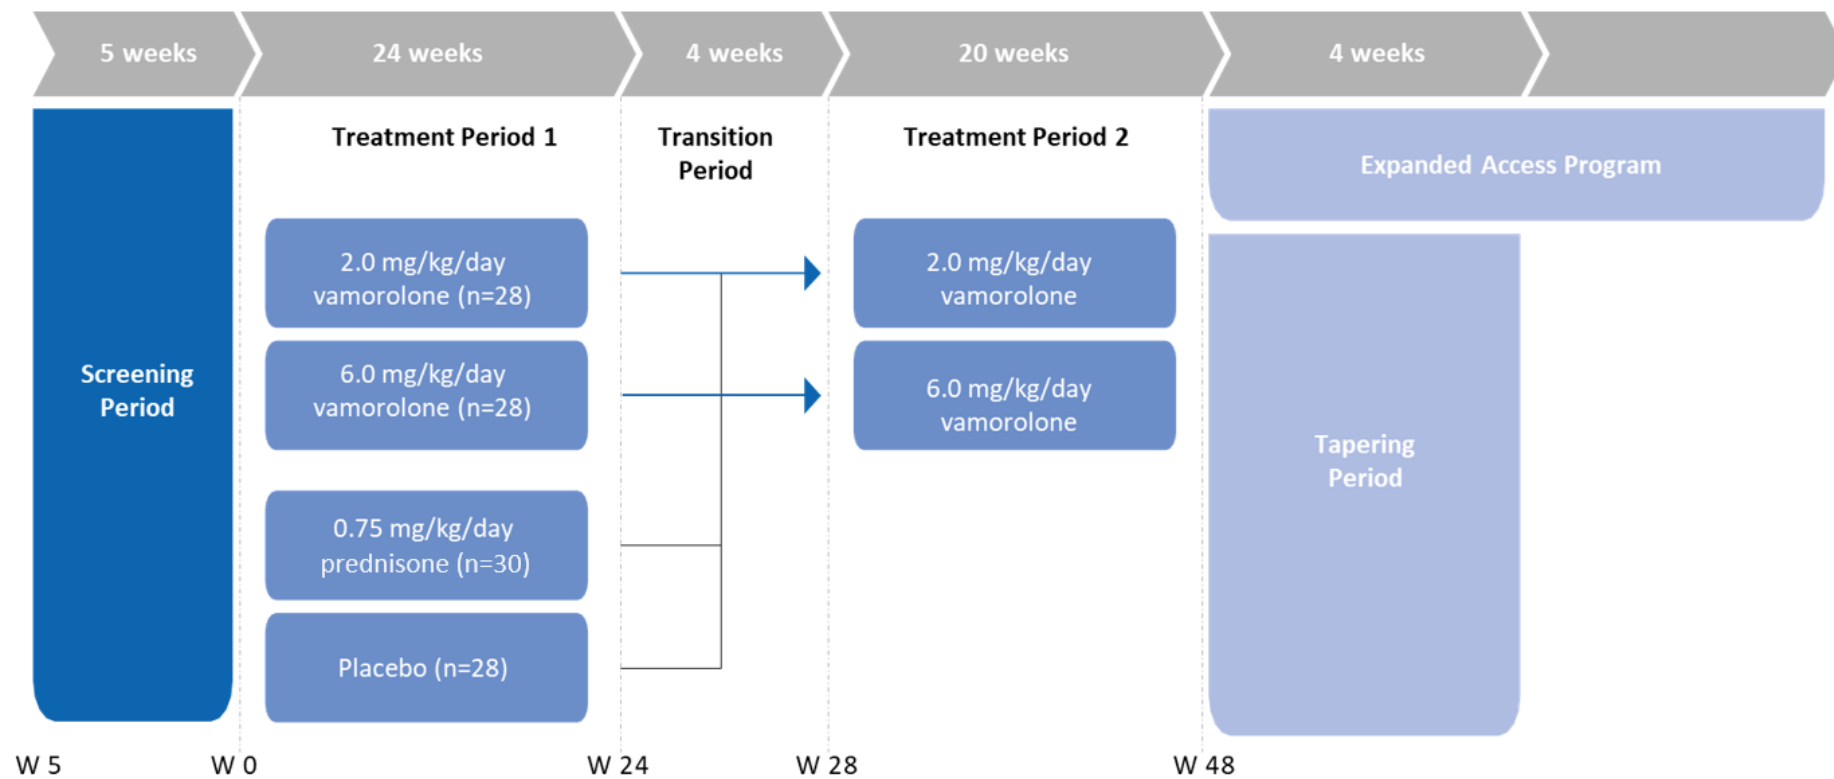 5 weeks
24 weeks
4 weeks
20 weeks
4 weeks
Treatment Period 1
Transition
Period
Treatment Period 2
Expanded Access Program
Screening
Period
2.0 mg/kg/day
vamorolone (n=28)
6.0 mg/kg/day
vamorolone (n=28)
0.75 mg/kg/day
prednisone (n=30)
Placebo (n=28)
2.0 mg/kg/day
vamorolone
6.0 mg/kg/day
vamorolone
Tapering
Period
W 5
W 0
W 24
W 28
W 48